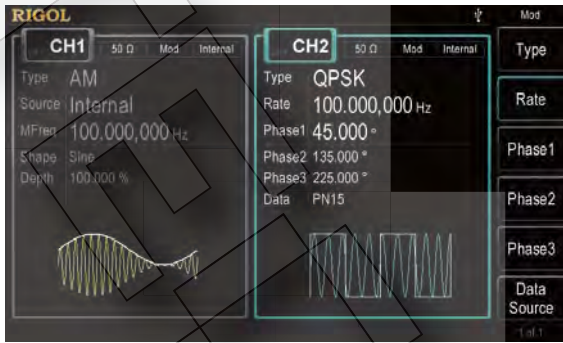 RIGOL
Mod
CH1 50 Ω Mod Internal
Type AM
Source Internal
MFreq 100.000,000 Hz
Shape Sine
Depth 100.000 %
CH2 50 Ω Mod Internal
Type QPSK
Rate 100.000,000 Hz
Phase1 45.000 °
Phase2 135.000 °
Phase3 225.000 °
Data PN15
Type
Rate
Phase1
Phase2
Phase3
Data
Source
1 of 1